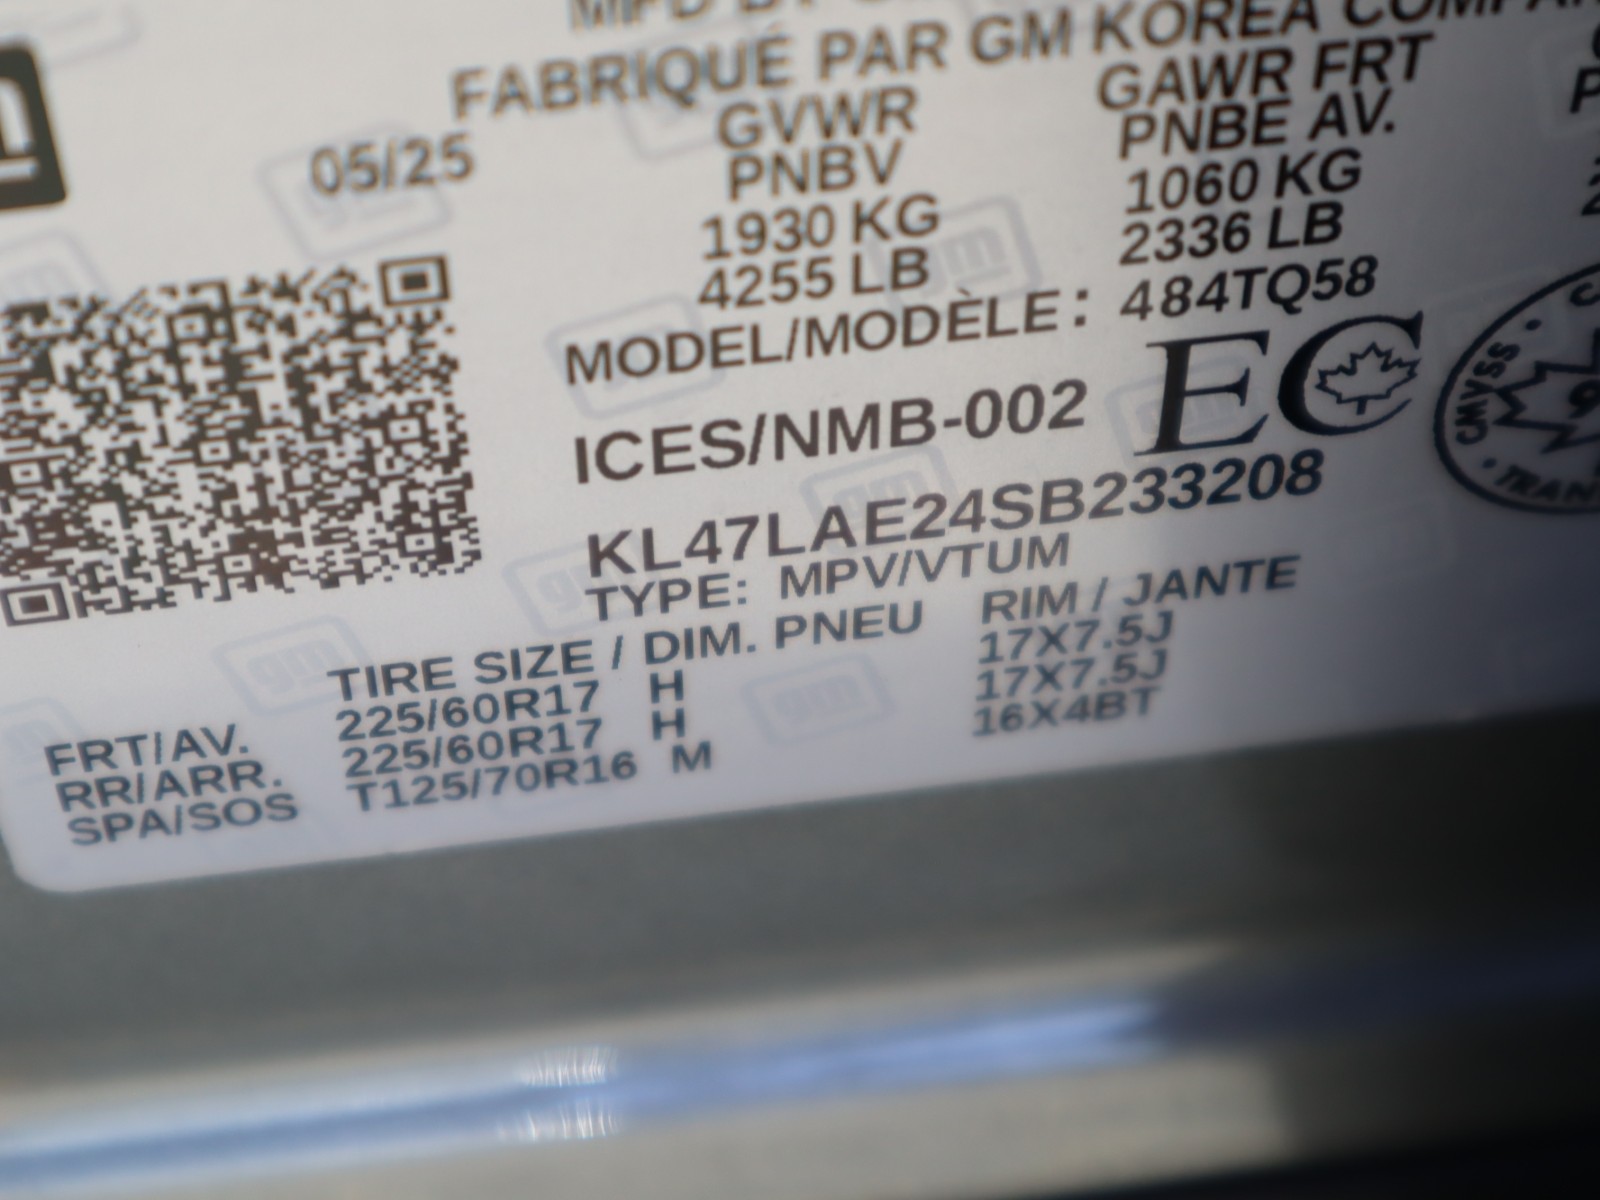 FABRIQUÉ PAR GM KOREA
05/25
GVWR
PNBV
1930 KG
4255 LB
GAWR FRT
PNBE AV.
1060 KG
2336 LB
MODEL/MODÈLE: 484TQ58
ICES/NMB-002
EC
CMVSS
KL47LAE24SB233208
TYPE: MPV/VTUM
TIRE SIZE / DIM. PNEU RIM / JANTE
FRT/AV. 225/60R17 H 17X7.5J
RR/ARR. 225/60R17 H 17X7.5J
SPA/SOS T125/70R16 M 16X4BT